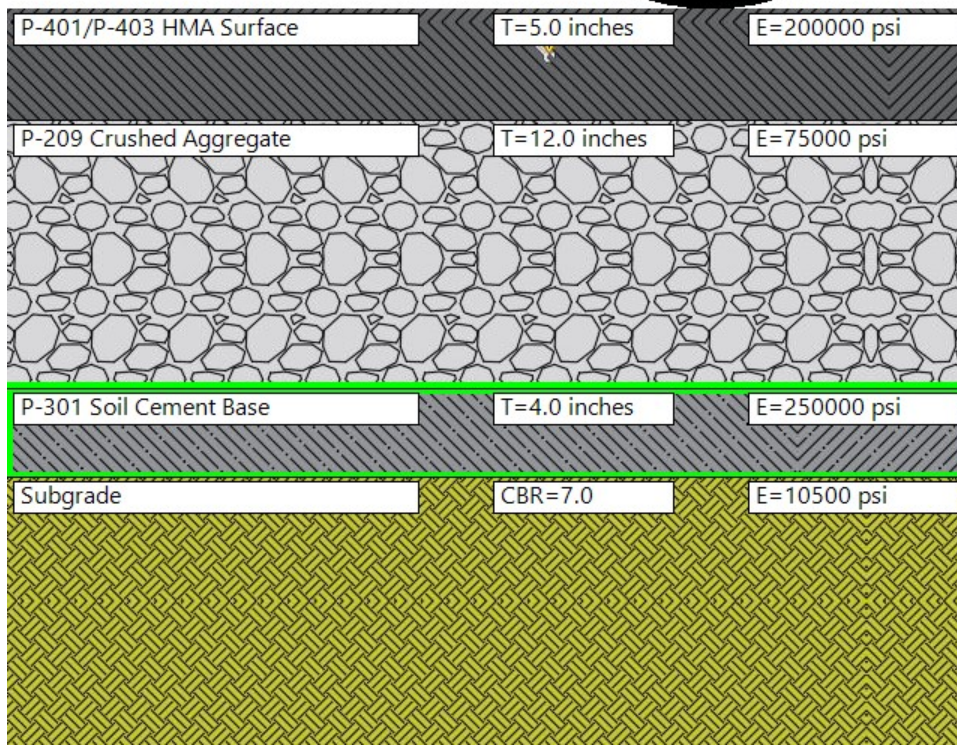 P-401/P-403 HMA Surface T=5.0 inches E=200000 psi
P-209 Crushed Aggregate T=12.0 inches E=75000 psi
P-301 Soil Cement Base T=4.0 inches E=250000 psi
Subgrade CBR=7.0 E=10500 psi